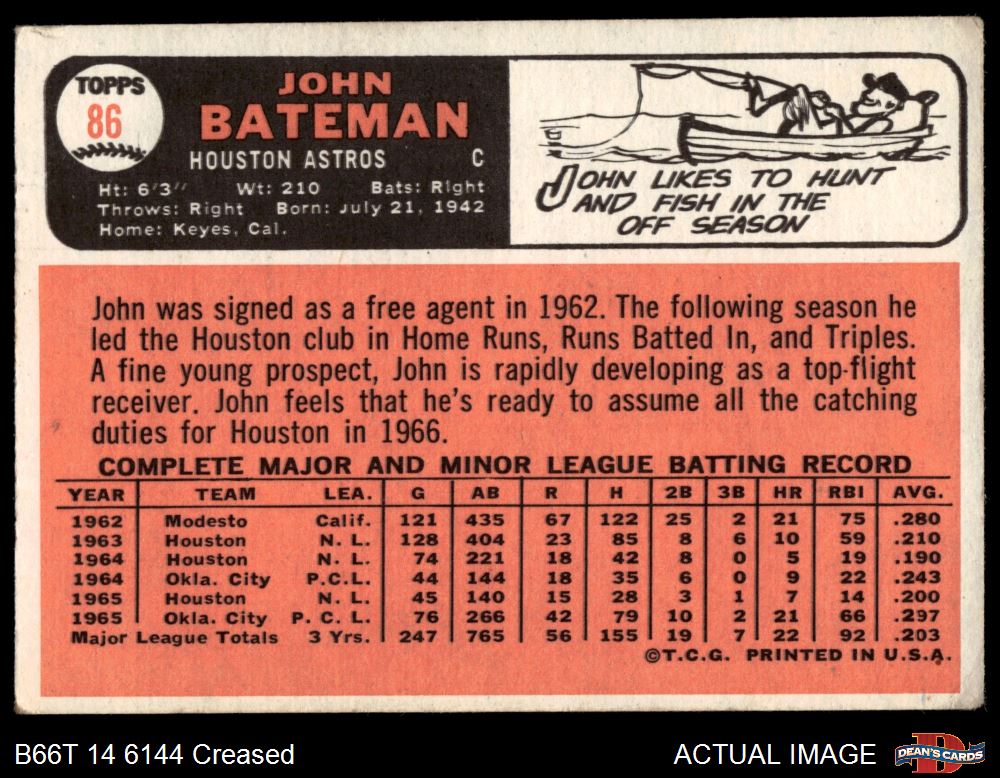 TOPPS
86
JOHN
BATEMAN
HOUSTON ASTROS C
Ht: 6'3" Wt: 210 Bats: Right
Throws: Right Born: July 21, 1942
Home: Keyes, Cal.
JOHN LIKES TO HUNT
AND FISH IN THE
OFF SEASON
John was signed as a free agent in 1962. The following season he
led the Houston club in Home Runs, Runs Batted In, and Triples.
A fine young prospect, John is rapidly developing as a top-flight
receiver. John feels that he's ready to assume all the catching
duties for Houston in 1966.
COMPLETE MAJOR AND MINOR LEAGUE BATTING RECORD
YEAR TEAM LEA. G AB R H 2B 3B HR RBI AVG.
1962 Modesto Calif. 121 435 67 122 25 2 21 75 .280
1963 Houston N. L. 128 404 23 85 8 6 10 59 .210
1964 Houston N. L. 74 221 18 42 8 0 5 19 .190
1964 Okla. City P.C.L. 44 144 18 35 6 0 9 22 .243
1965 Houston N. L. 45 140 15 28 3 1 7 14 .200
1965 Okla. City P. C. L. 76 266 42 79 10 2 21 66 .297
Major League Totals 3 Yrs. 247 765 56 155 19 7 22 92 .203
©T.C.G. PRINTED IN U.S.A.
B66T 14 6144 Creased
ACTUAL IMAGE
DEAN'S CARDS